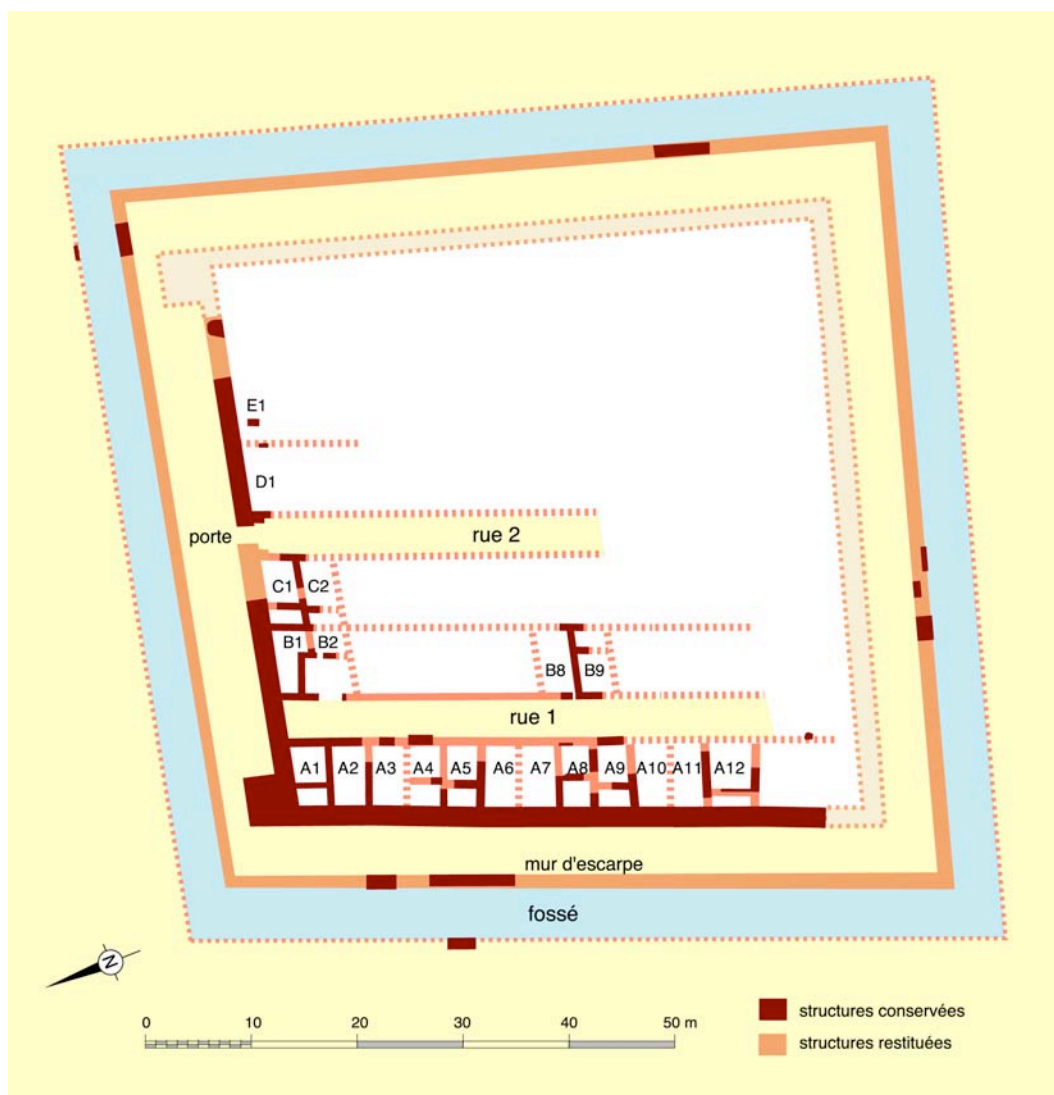 E1
D1
porte
rue 2
C1 C2
B1 B2
B8 B9
rue 1
A1 A2 A3 A4 A5 A6 A7 A8 A9 A10 A11 A12
mur d'escarpe
fossé
N
0 10 20 30 40 50 m
structures conservées
structures restituées